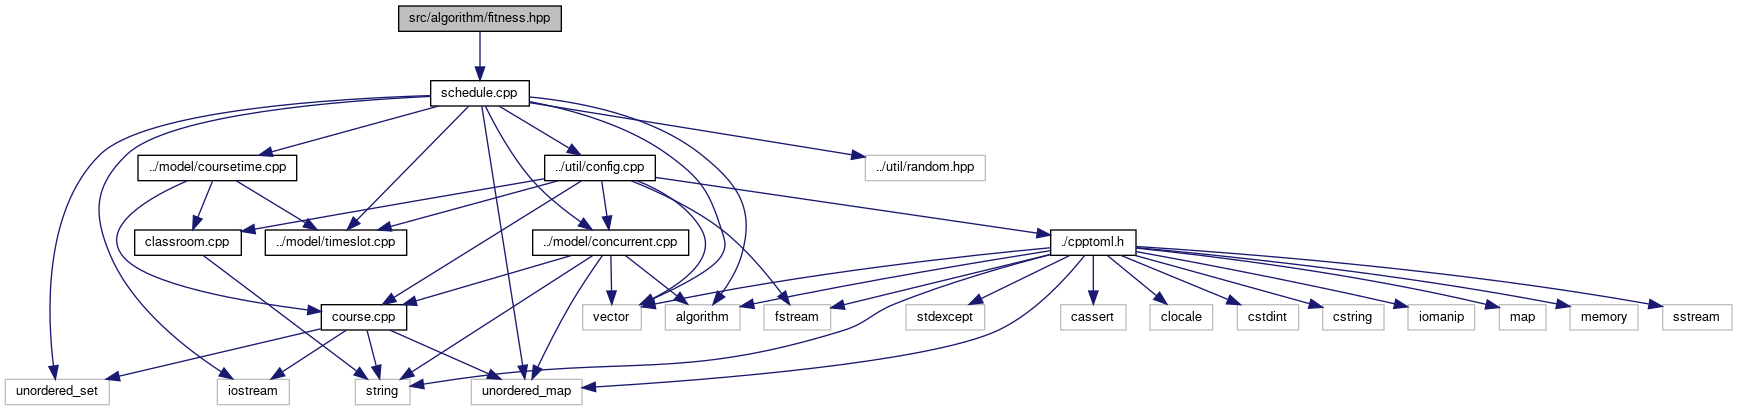 src/algorithm/fitness.hpp
schedule.cpp
../model/coursetime.cpp
../util/config.cpp
../util/random.hpp
classroom.cpp
../model/timeslot.cpp
../model/concurrent.cpp
./cpptoml.h
course.cpp
vector
algorithm
fstream
stdexcept
cassert
clocale
cstdint
cstring
iomanip
map
memory
sstream
unordered_set
iostream
string
unordered_map